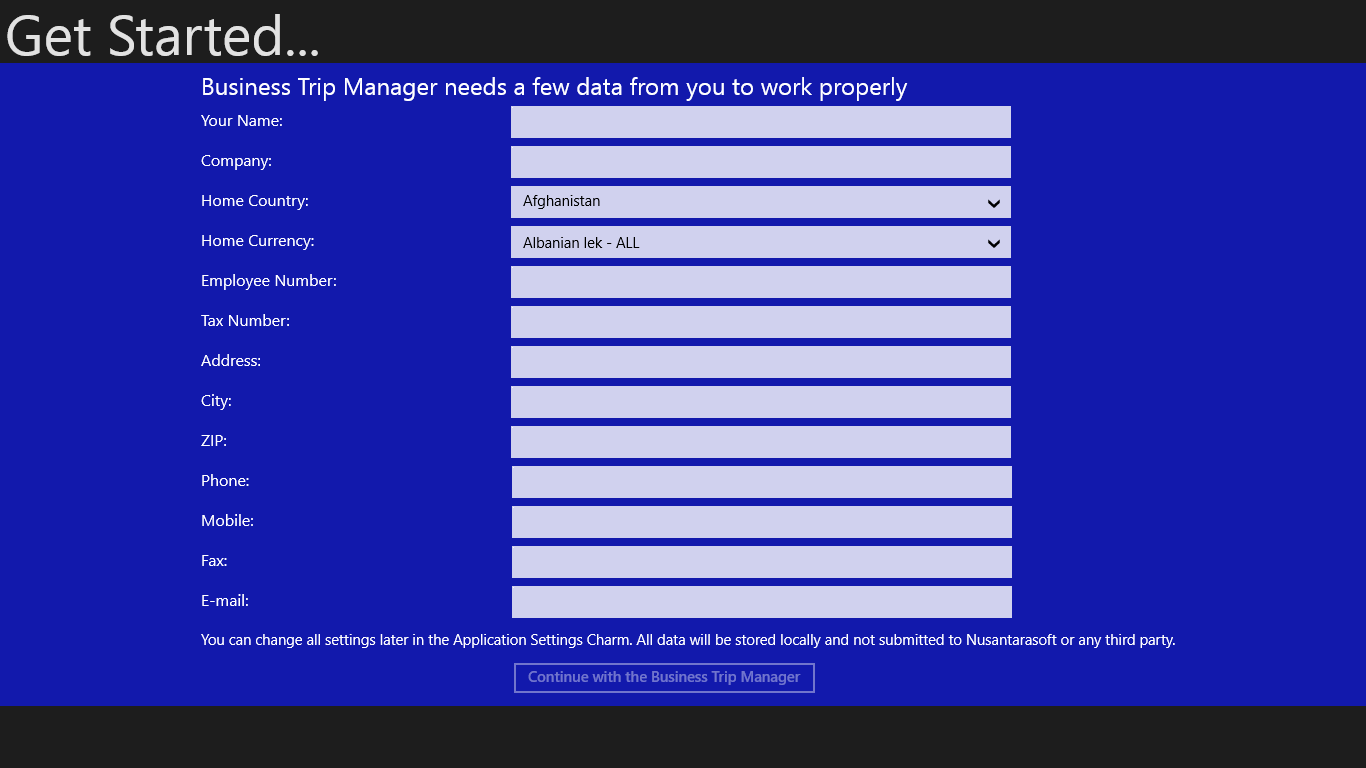 Get Started...
Business Trip Manager needs a few data from you to work properly
Your Name:
Company:
Home Country: Afghanistan
Home Currency: Albanian lek - ALL
Employee Number:
Tax Number:
Address:
City:
ZIP:
Phone:
Mobile:
Fax:
E-mail:
You can change all settings later in the Application Settings Charm. All data will be stored locally and not submitted to Nusantarasoft or any third party.
Continue with the Business Trip Manager